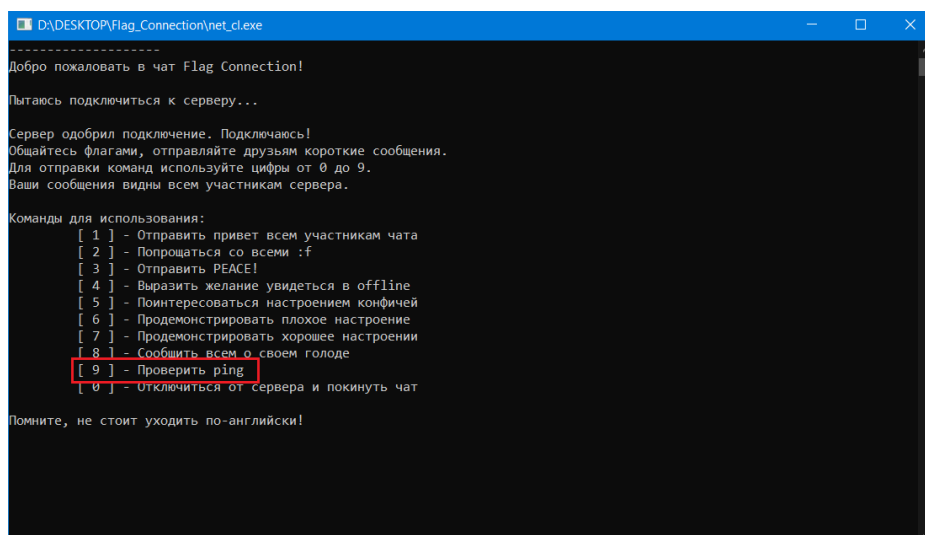 D:\DESKTOP\Flag_Connection\net_cl.exe
--------------------
Добро пожаловать в чат Flag Connection!
Пытаюсь подключиться к серверу...
Сервер одобрил подключение. Подключаюсь!
Общайтесь флагами, отправляйте друзьям короткие сообщения.
Для отправки команд используйте цифры от 0 до 9.
Ваши сообщения видны всем участникам сервера.
Команды для использования:
[ 1 ] - Отправить привет всем участникам чата
[ 2 ] - Попрощаться со всеми :f
[ 3 ] - Отправить PEACE!
[ 4 ] - Выразить желание увидеться в offline
[ 5 ] - Поинтересоваться настроением конфичей
[ 6 ] - Продемонстрировать плохое настроение
[ 7 ] - Продемонстрировать хорошее настроении
[ 8 ] - Сообщить всем о своем голоде
[ 9 ] - Проверить ping
[ 0 ] - Отключиться от сервера и покинуть чат
Помните, не стоит уходить по-английски!